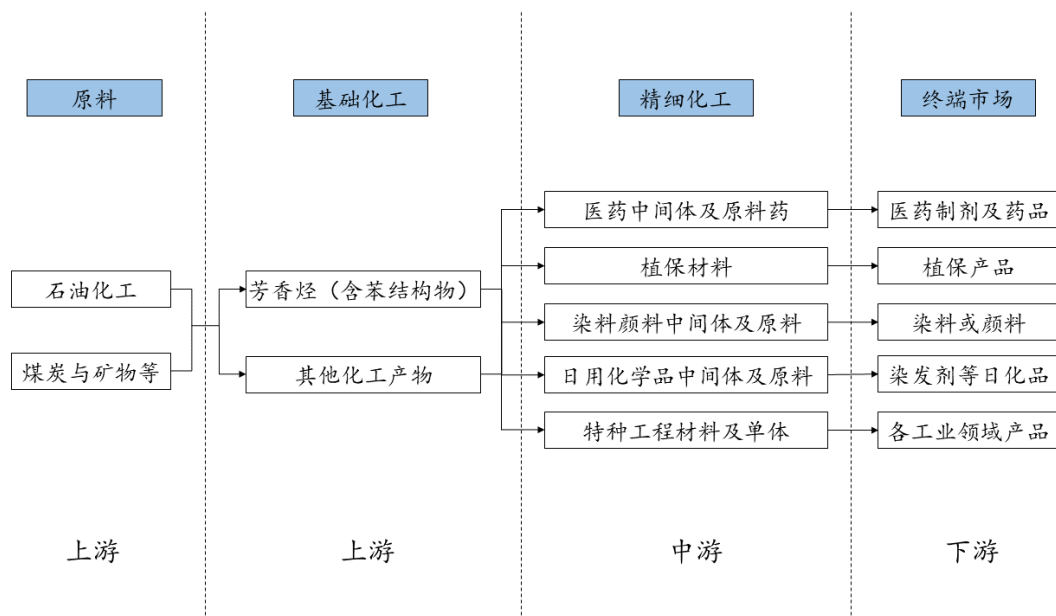 原料
基础化工
精细化工
终端市场
医药中间体及原料药
医药制剂及药品
石油化工
芳香烃（含苯结构物）
植保材料
植保产品
染料颜料中间体及原料
染料或颜料
煤炭与矿物等
其他化工产物
日用化学品中间体及原料
染发剂等日化品
特种工程材料及单体
各工业领域产品
上游
上游
中游
下游